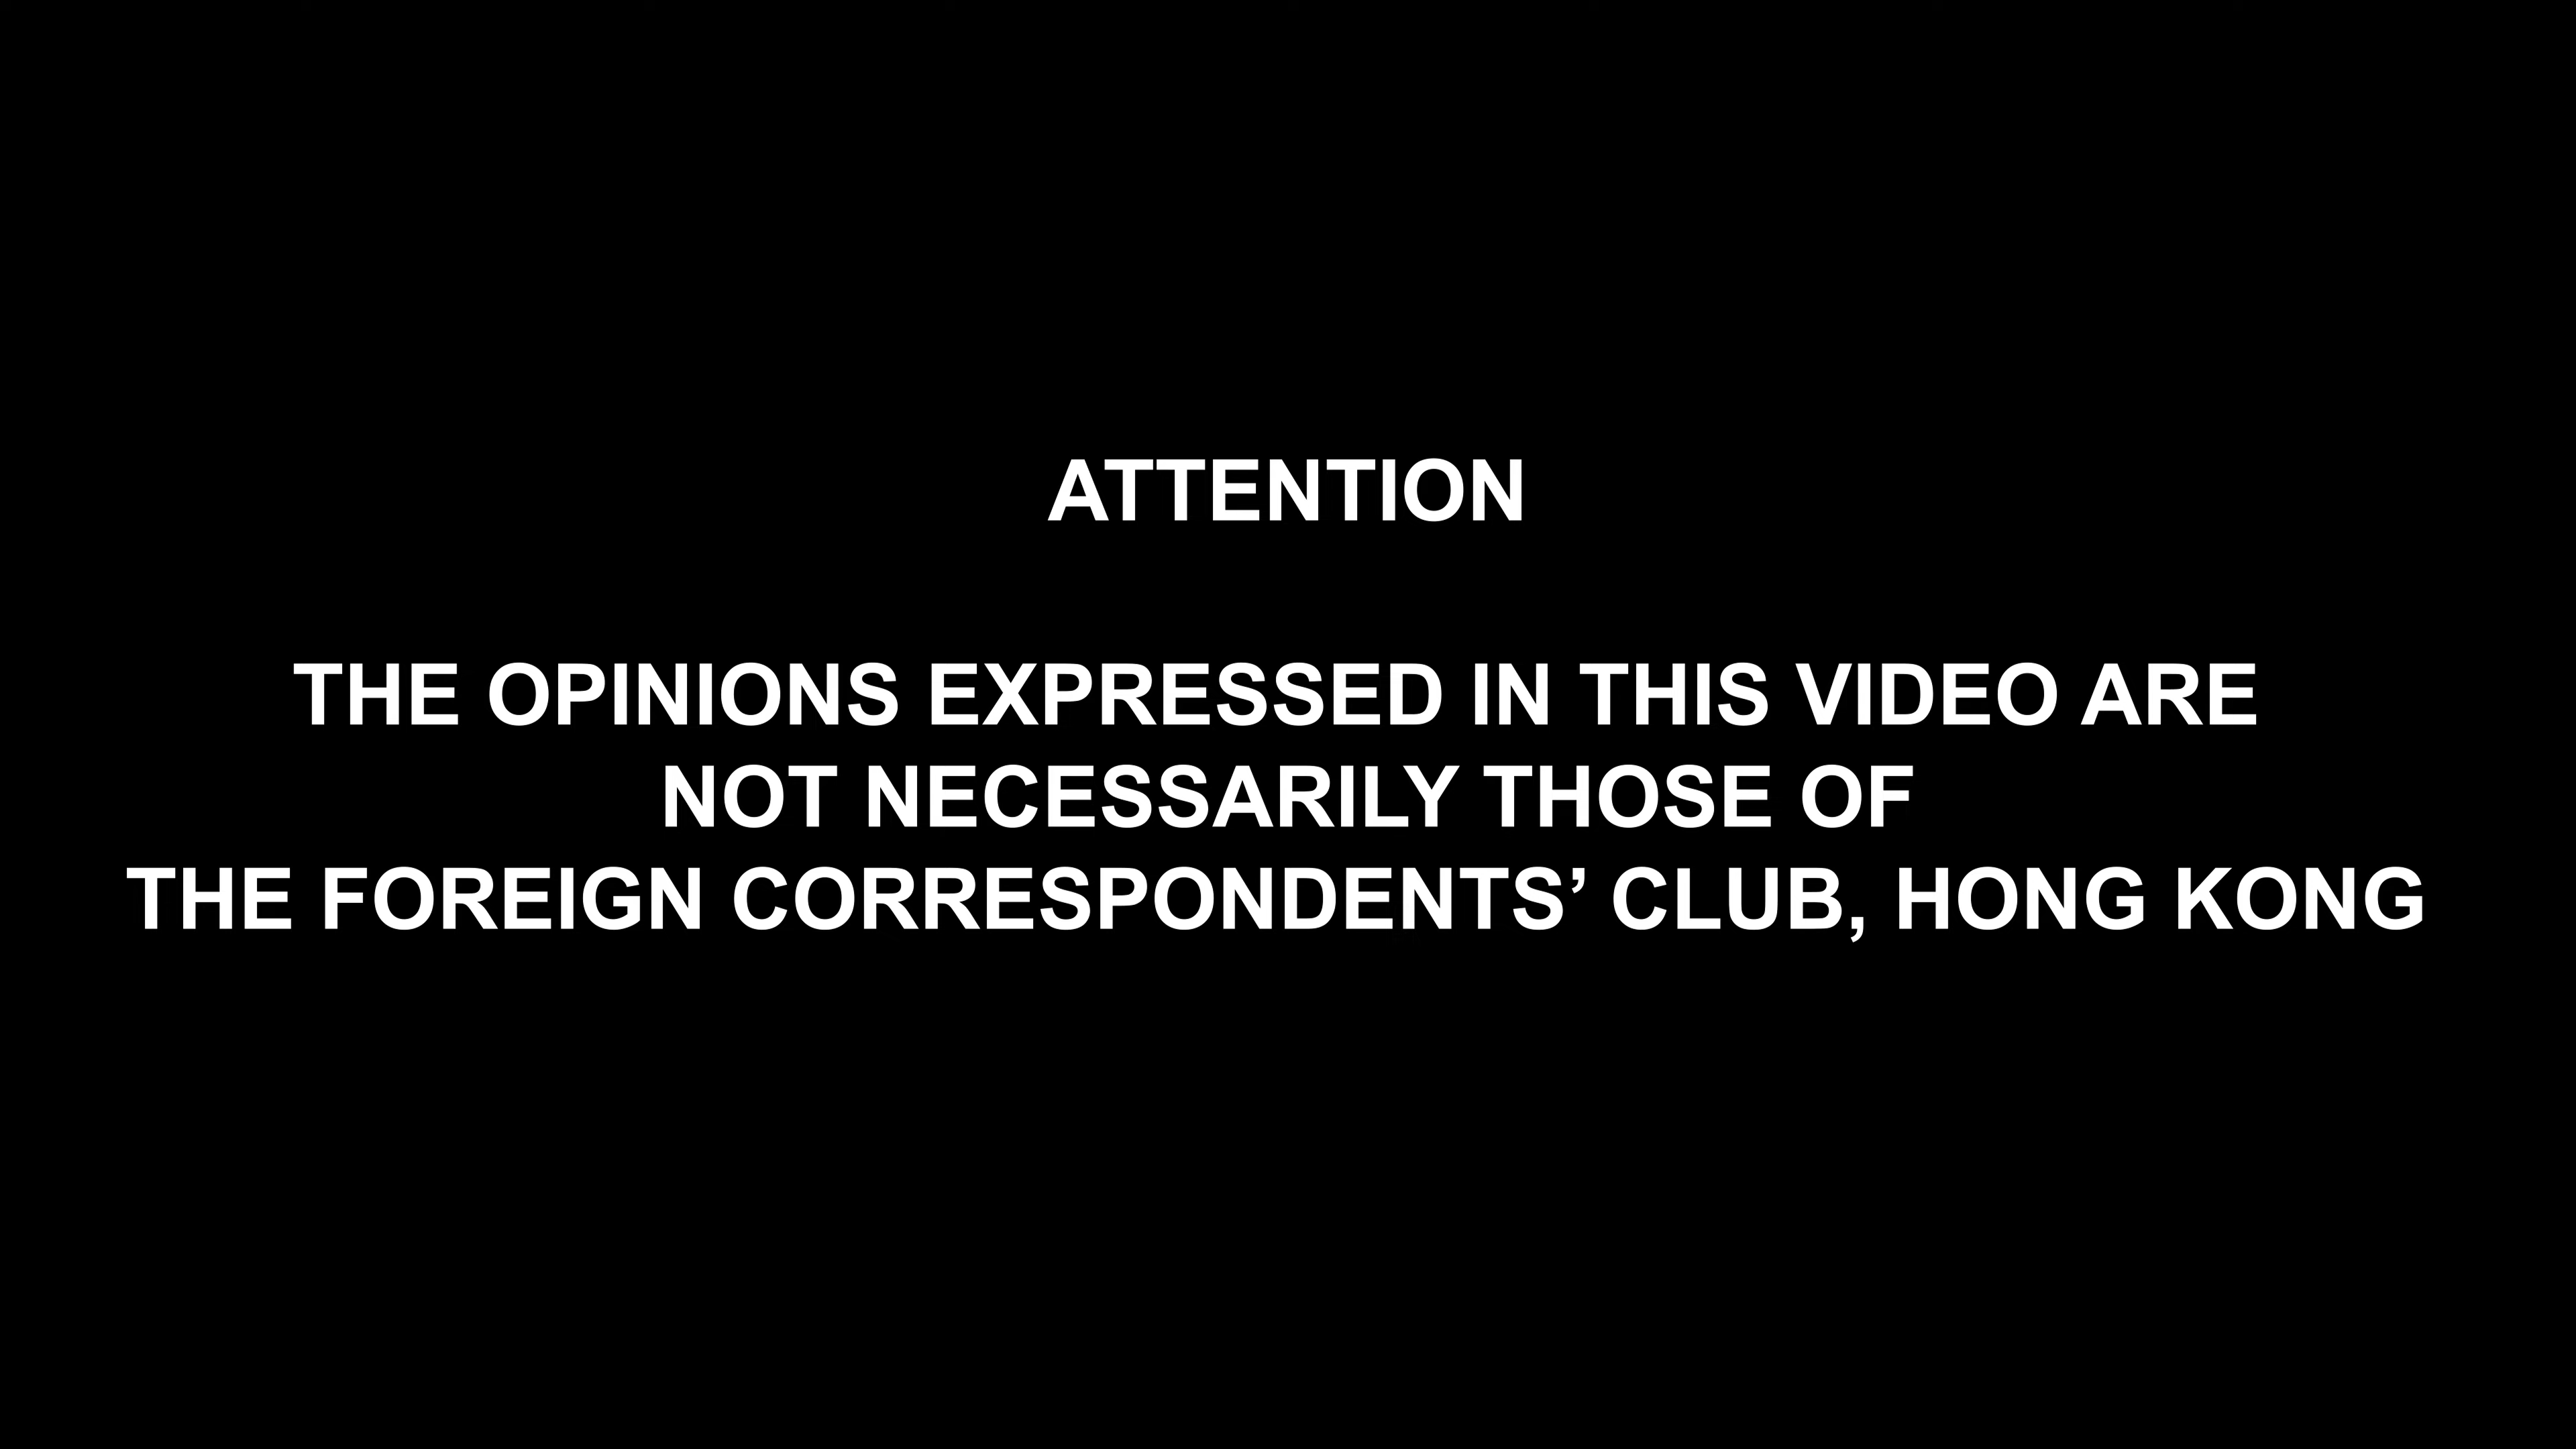 ATTENTION
THE OPINIONS EXPRESSED IN THIS VIDEO ARE
NOT NECESSARILY THOSE OF
THE FOREIGN CORRESPONDENTS’ CLUB, HONG KONG